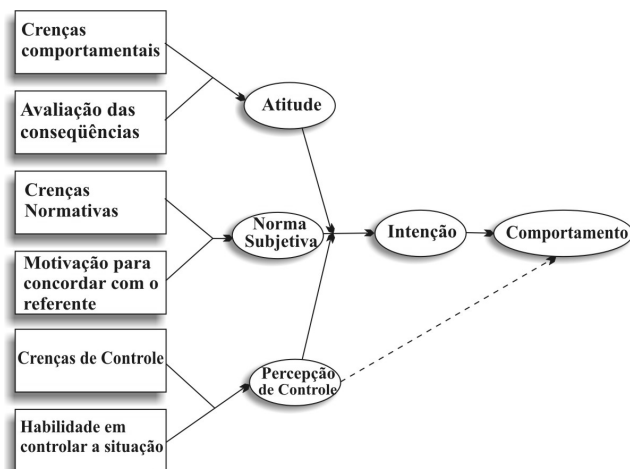 Crenças
comportamentais
Avaliação das
conseqüências
Atitude
Crenças
Normativas
Motivação para
concordar com o
referente
Norma
Subjetiva
Intenção
Comportamento
Crenças de Controle
Habilidade em
controlar a situação
Percepção
de Controle